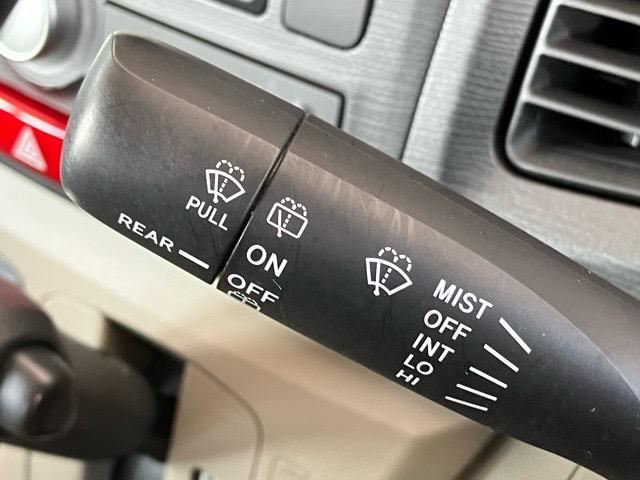 PULL
REAR
ON
OFF
MIST
OFF
INT
LO
HI